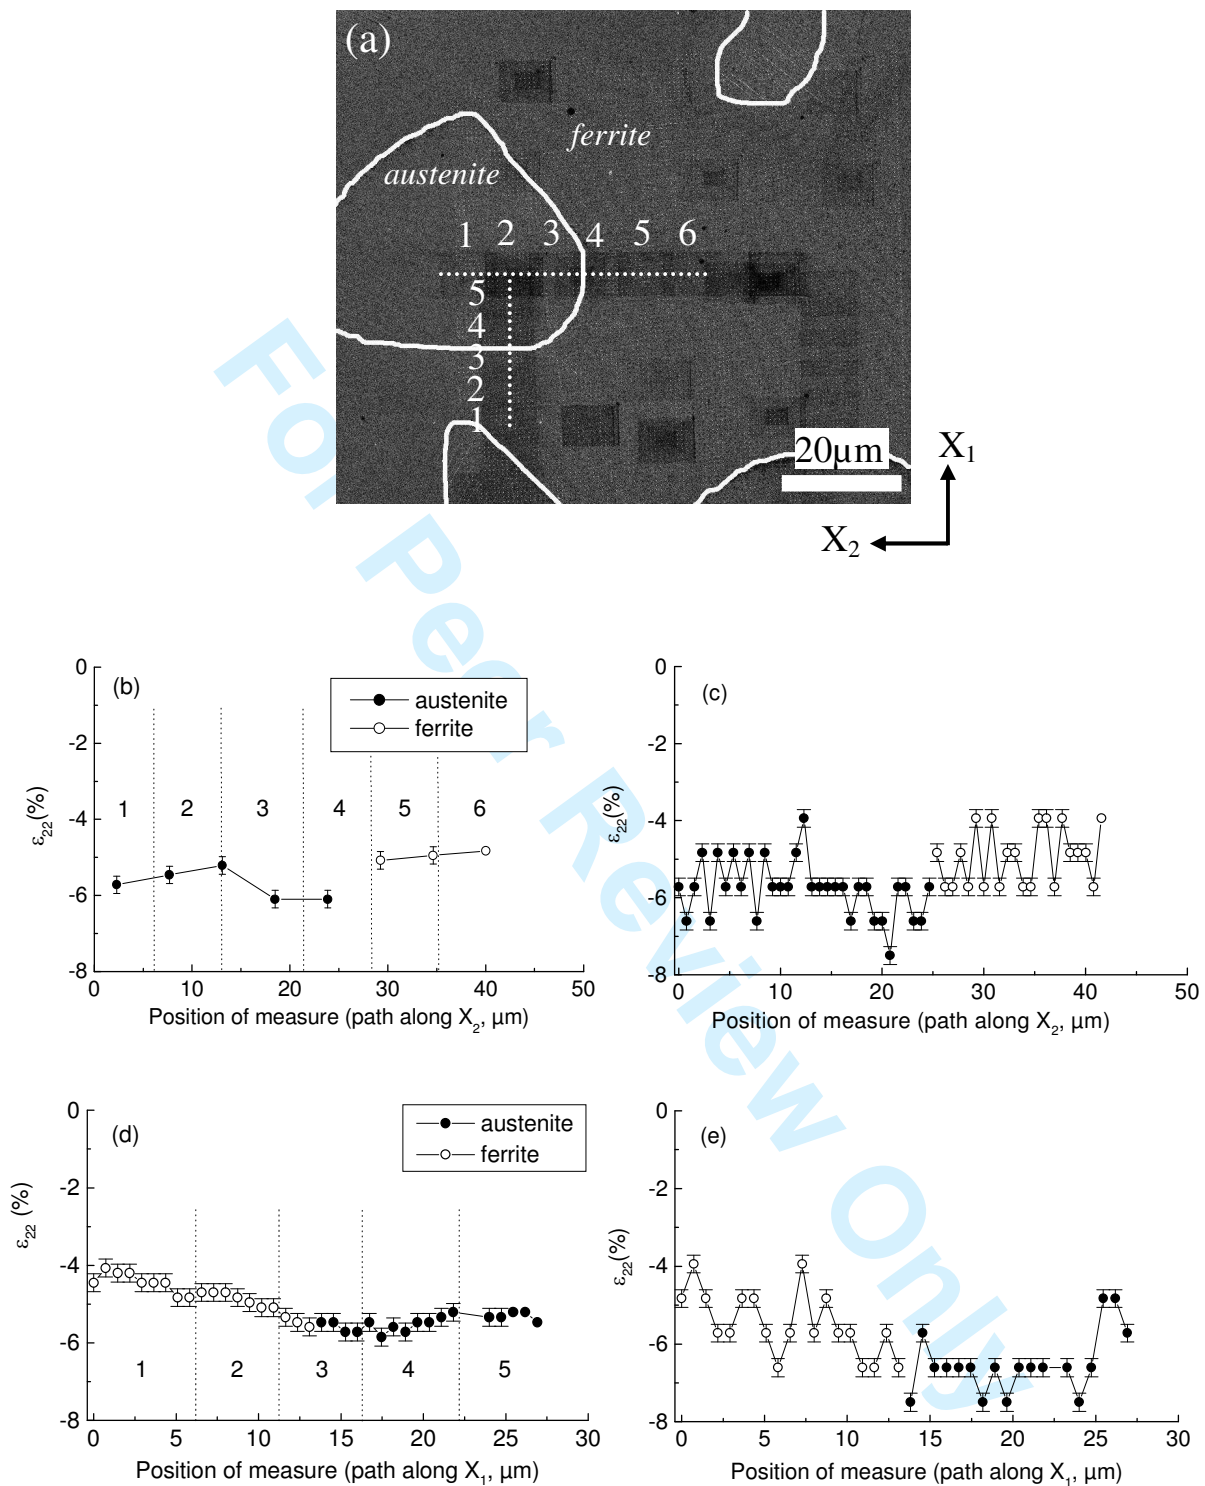 (a)
ferrite
austenite
1 2 3 4 5 6
5
4
3
2
1
20µm
X1
X2
For Peer Review Only
(b)
austenite
ferrite
0
-2
-4
-6
-8
ε22(%)
1 2 3 4 5 6
0 10 20 30 40 50
Position of measure (path along X2, µm)
(c)
0
-2
-4
-6
-8
ε22(%)
0 10 20 30 40 50
Position of measure (path along X2, µm)
(d)
austenite
ferrite
0
-2
-4
-6
-8
ε22 (%)
1 2 3 4 5
0 5 10 15 20 25 30
Position of measure (path along X1, µm)
(e)
0
-2
-4
-6
-8
ε22(%)
0 5 10 15 20 25 30
Position of measure (path along X1, µm)